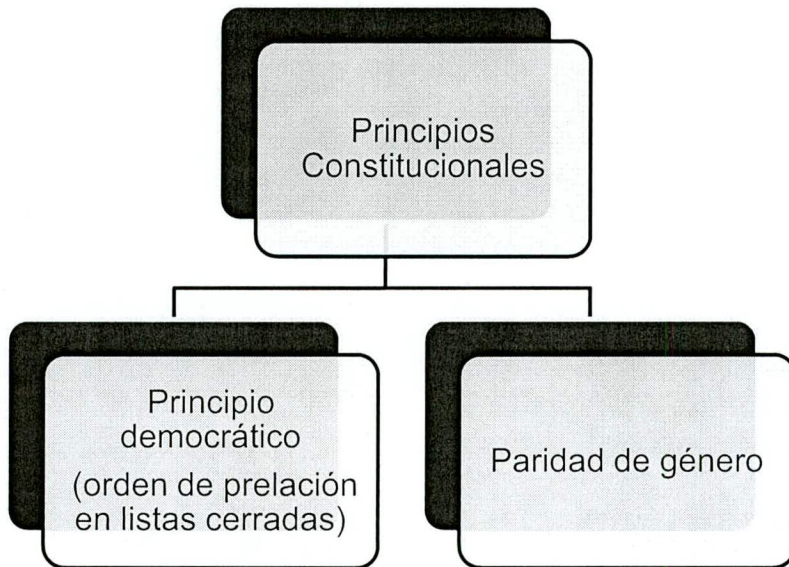 Principios
Constitucionales
Principio
democrático
(orden de prelación
en listas cerradas)
Paridad de género